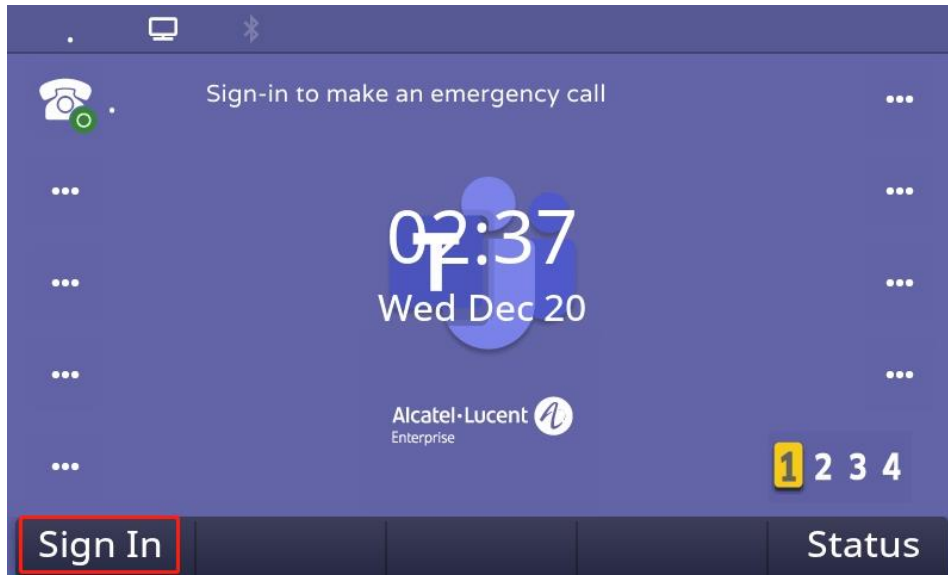 Sign-in to make an emergency call
02:37
T
Wed Dec 20
Alcatel·Lucent
Enterprise
1 2 3 4
Sign In Status